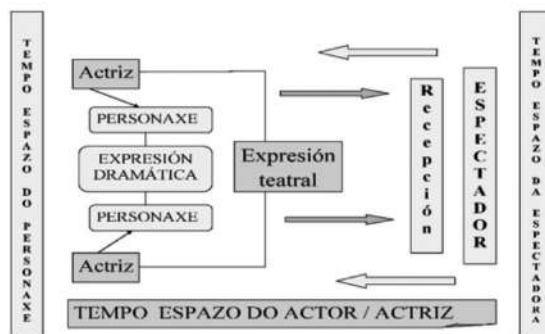 TEMPO ESPAZO DO PERSONAXE
Actriz
PERSONAXE
EXPRESIÓN
DRAMÁTICA
PERSONAXE
Actriz
Expresión
teatral
Recepción
ESPECTADOR
TEMPO ESPAZO DA ESPECTADORA
TEMPO ESPAZO DO ACTOR / ACTRIZ